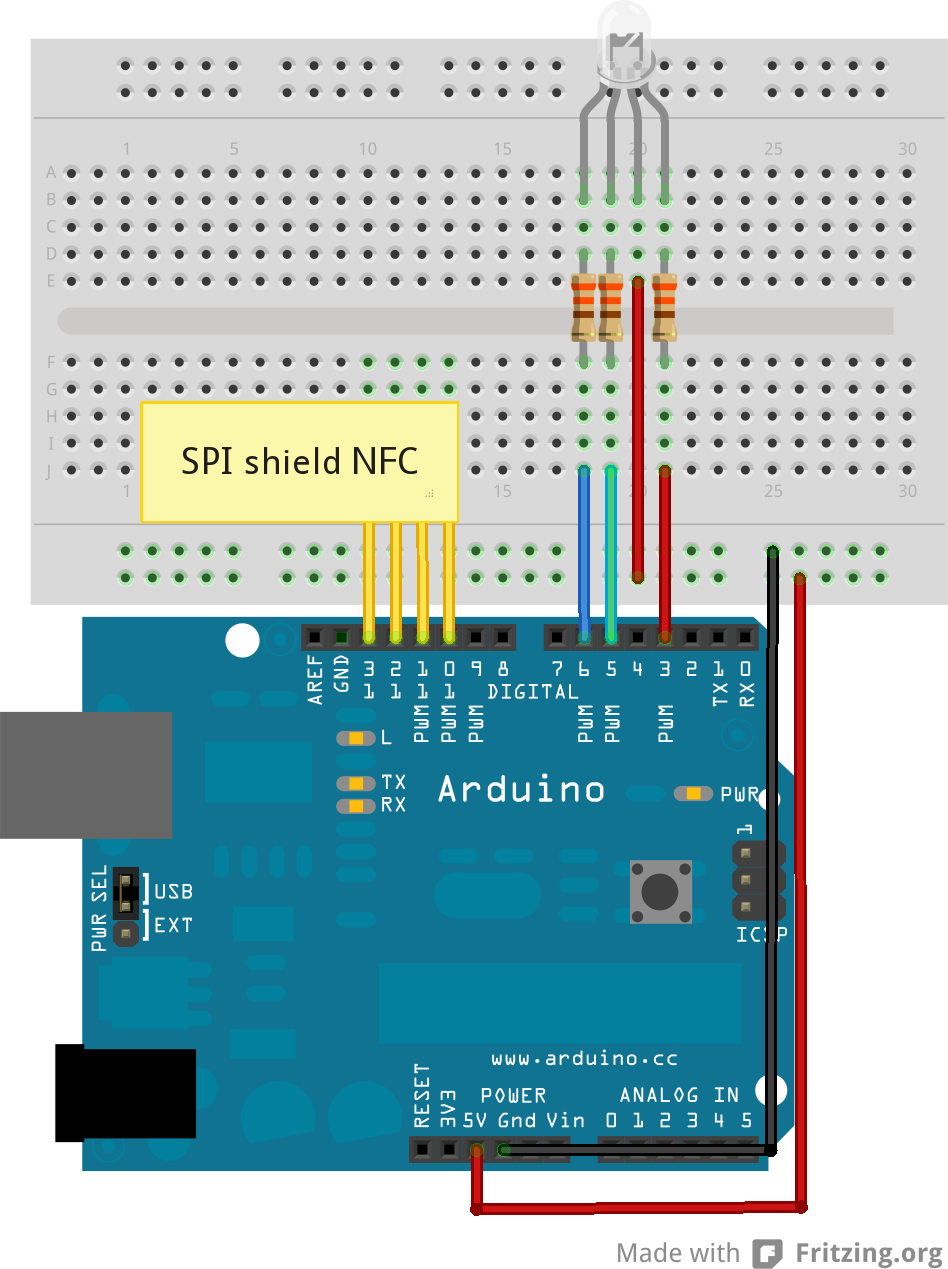 1 5 10 15 20 25 30
A
B
C
D
E
F
G
H
I
J
SPI shield NFC
1 15 20 25 30
AREF GND 13 12 11 10 9 8 7 6 5 4 3 2 1 0
PWM PWM PWM PWM PWM PWM TX RX
DIGITAL
L
TX
RX
Arduino
PWR
1
ICSP
PWR SEL
USB
EXT
www.arduino.cc
POWER ANALOG IN
RESET 3V3 5V Gnd Vin 0 1 2 3 4 5
Made with Fritzing.org